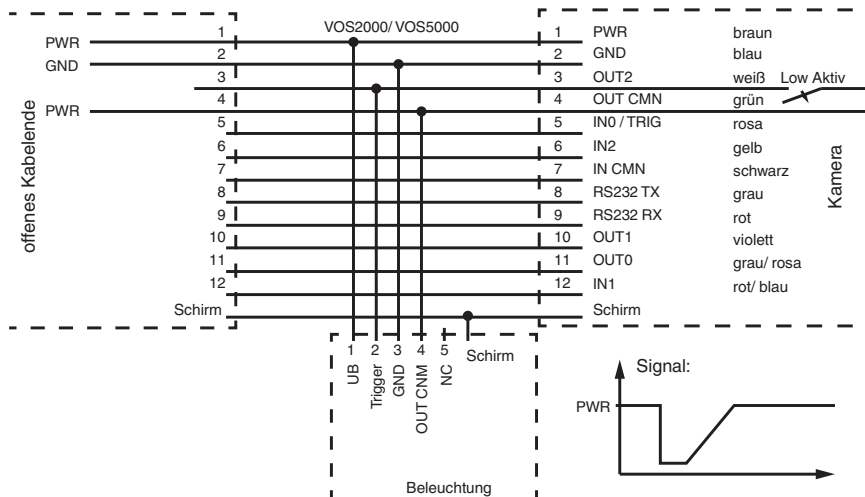 VOS2000/ VOS5000
PWR 1 1 PWR braun
GND 2 2 GND blau
3 3 OUT2 weiß Low Aktiv
PWR 4 4 OUT CMN grün
5 5 IN0 / TRIG rosa
6 6 IN2 gelb
7 7 IN CMN schwarz
8 8 RS232 TX grau
9 9 RS232 RX rot
10 10 OUT1 violett
11 11 OUT0 grau/ rosa
12 12 IN1 rot/ blau
Schirm Schirm
offenes Kabelende
Kamera
1 2 3 4 5 Schirm
UB
Trigger
GND
OUT CNM
NC
Beleuchtung
Signal:
PWR